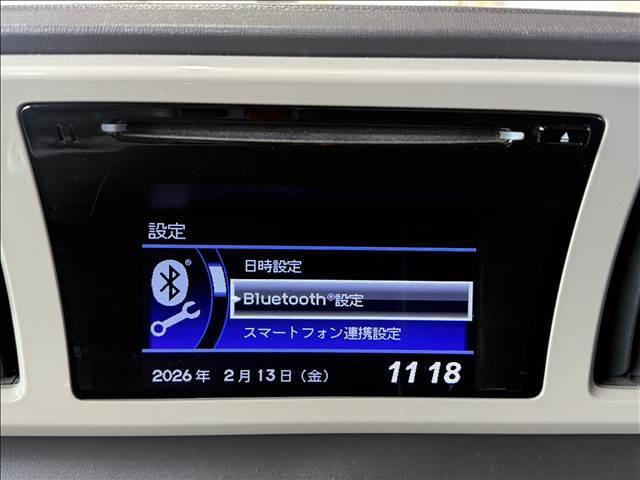 設定
日時設定
Bluetooth®設定
スマートフォン連携設定
2026年 2月13日(金) 11 18